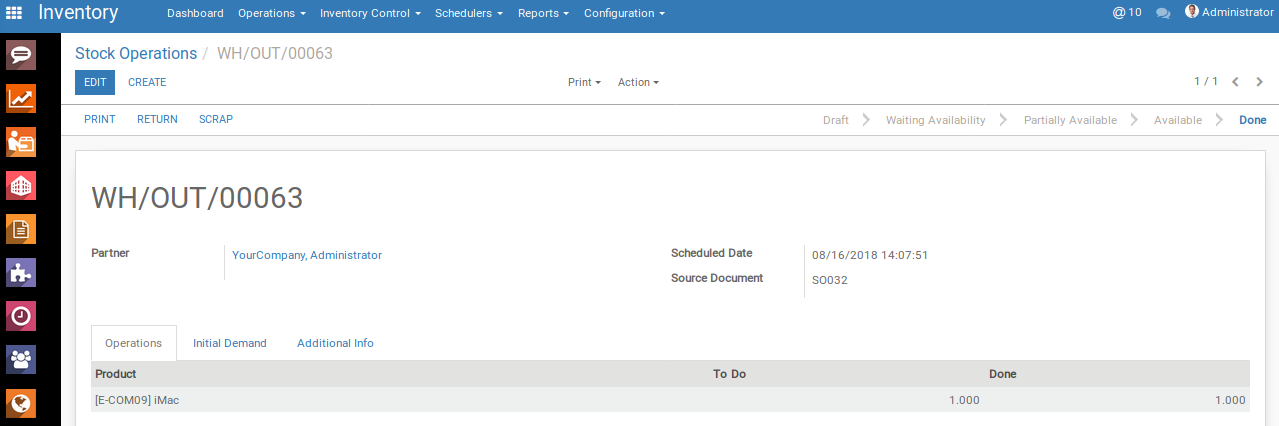 Inventory Dashboard Operations Inventory Control Schedulers Reports Configuration @ 10 Administrator
Stock Operations / WH/OUT/00063
EDIT CREATE Print Action 1 / 1
PRINT RETURN SCRAP Draft Waiting Availability Partially Available Available Done
WH/OUT/00063
Partner YourCompany, Administrator Scheduled Date 08/16/2018 14:07:51
Source Document SO032
Operations Initial Demand Additional Info
Product To Do Done
[E-COM09] iMac 1.000 1.000